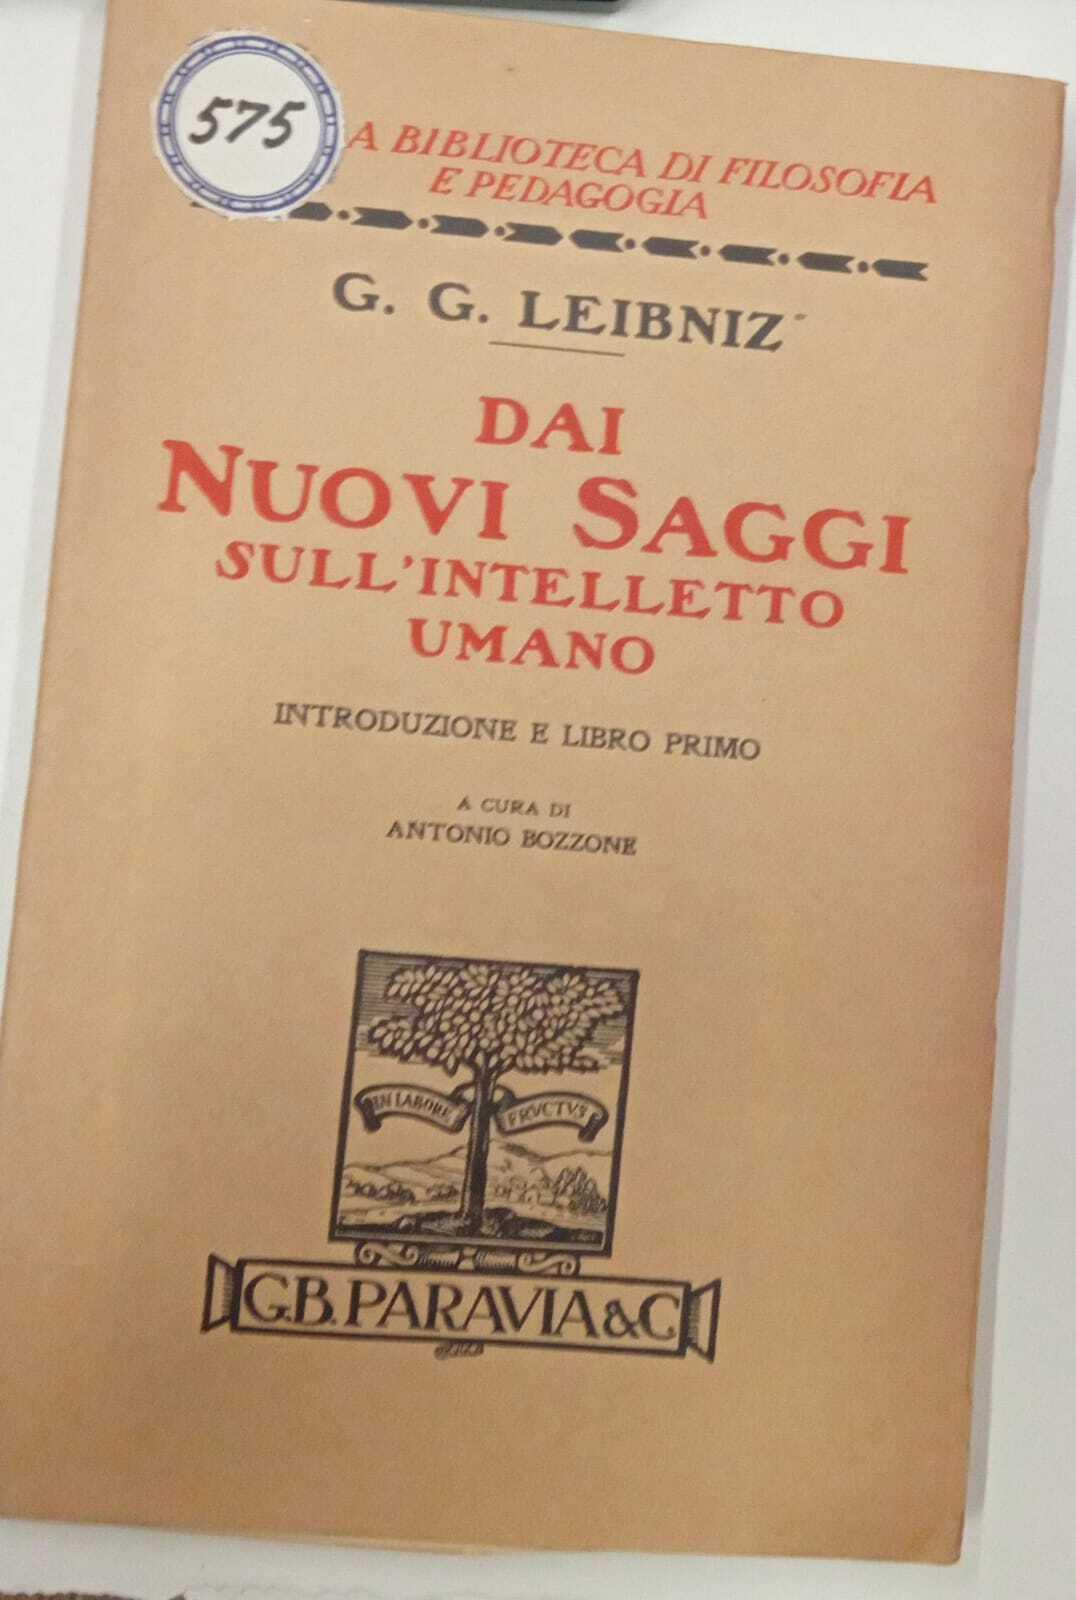 575
A BIBLIOTECA DI FILOSOFIA
E PEDAGOGIA
G. G. LEIBNIZ
DAI
NUOVI SAGGI
SULL'INTELLETTO
UMANO
INTRODUZIONE E LIBRO PRIMO
A CURA DI
ANTONIO BOZZONE
IN LABORE FRVCTVS
G.B. PARAVIA & C.